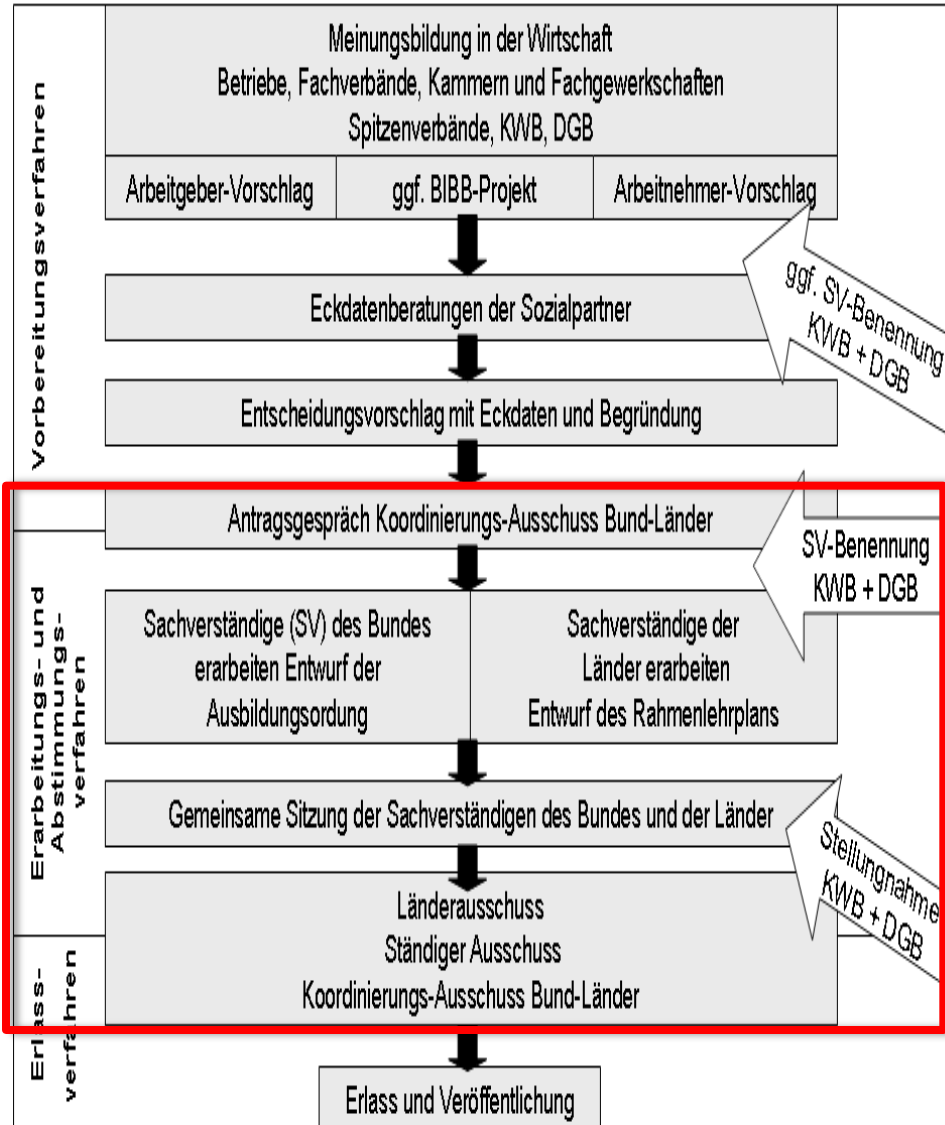 Vorbereitungsverfahren
Meinungsbildung in der Wirtschaft
Betriebe, Fachverbände, Kammern und Fachgewerkschaften
Spitzenverbände, KWB, DGB
Arbeitgeber-Vorschlag
ggf. BIBB-Projekt
Arbeitnehmer-Vorschlag
ggf. SV-Benennung
KWB + DGB
Eckdatenberatungen der Sozialpartner
Entscheidungsvorschlag mit Eckdaten und Begründung
Erarbeitungs- und
Abstimmungs-
verfahren
Antragsgespräch Koordinierungs-Ausschuss Bund-Länder
SV-Benennung
KWB + DGB
Sachverständige (SV) des Bundes
erarbeiten Entwurf der
Ausbildungsordung
Sachverständige der
Länder erarbeiten
Entwurf des Rahmenlehrplans
Gemeinsame Sitzung der Sachverständigen des Bundes und der Länder
Stellungnahme
KWB + DGB
Länderausschuss
Ständiger Ausschuss
Koordinierungs-Ausschuss Bund-Länder
Erlass-
verfahren
Erlass und Veröffentlichung